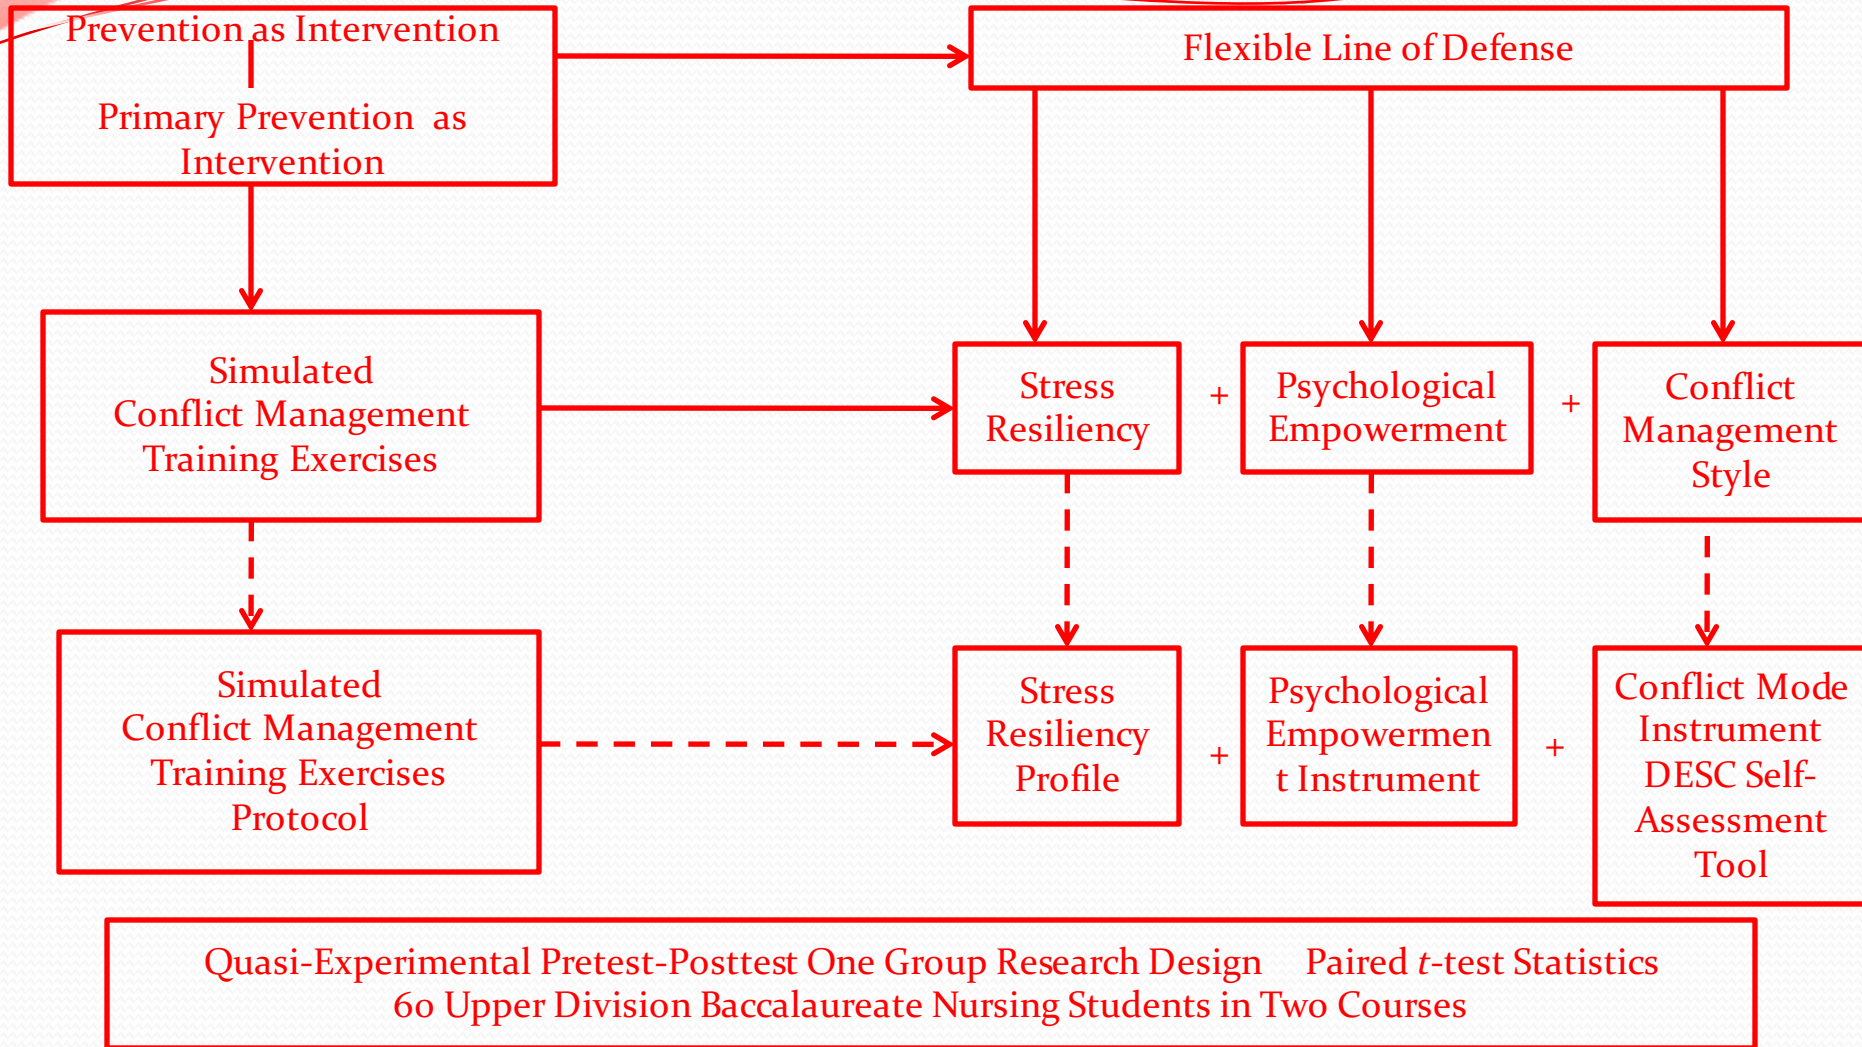 Prevention as Intervention
Primary Prevention as
Intervention
Flexible Line of Defense
Simulated
Conflict Management
Training Exercises
Stress
Resiliency
+
Psychological
Empowerment
+
Conflict
Management
Style
Simulated
Conflict Management
Training Exercises
Protocol
Stress
Resiliency
Profile
+
Psychological
Empowermen
t Instrument
+
Conflict Mode
Instrument
DESC Self-
Assessment
Tool
Quasi-Experimental Pretest-Posttest One Group Research Design Paired t-test Statistics
60 Upper Division Baccalaureate Nursing Students in Two Courses